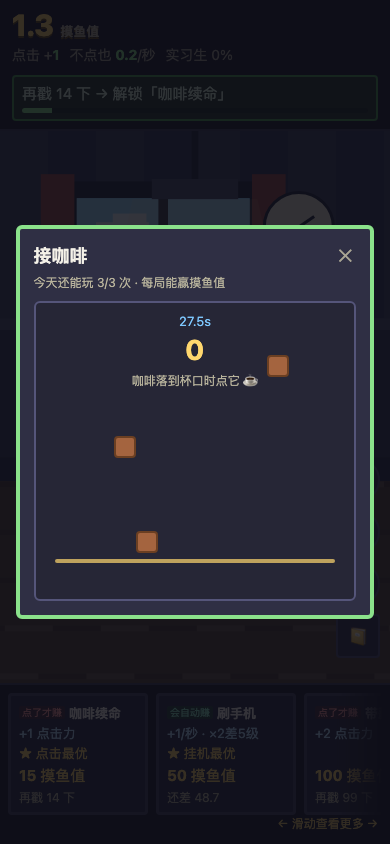 1.3 摸鱼值
点击 +1 不点也 0.2/秒 实习生 0%
再戳 14 下 → 解锁「咖啡续命」
接咖啡
今天还能玩 3/3 次 · 每局能赢摸鱼值
27.5s
0
咖啡落到杯口时点它 ☕
点了才赚 咖啡续命
+1 点击力
★ 点击最优
15 摸鱼值
再戳 14 下
会自动赚 刷手机
+1/秒 · ×2差5级
★ 挂机最优
50 摸鱼值
还差 48.7
点了才赚
+2 点击力
100 摸鱼
再戳 99 下
← 滑动查看更多 →